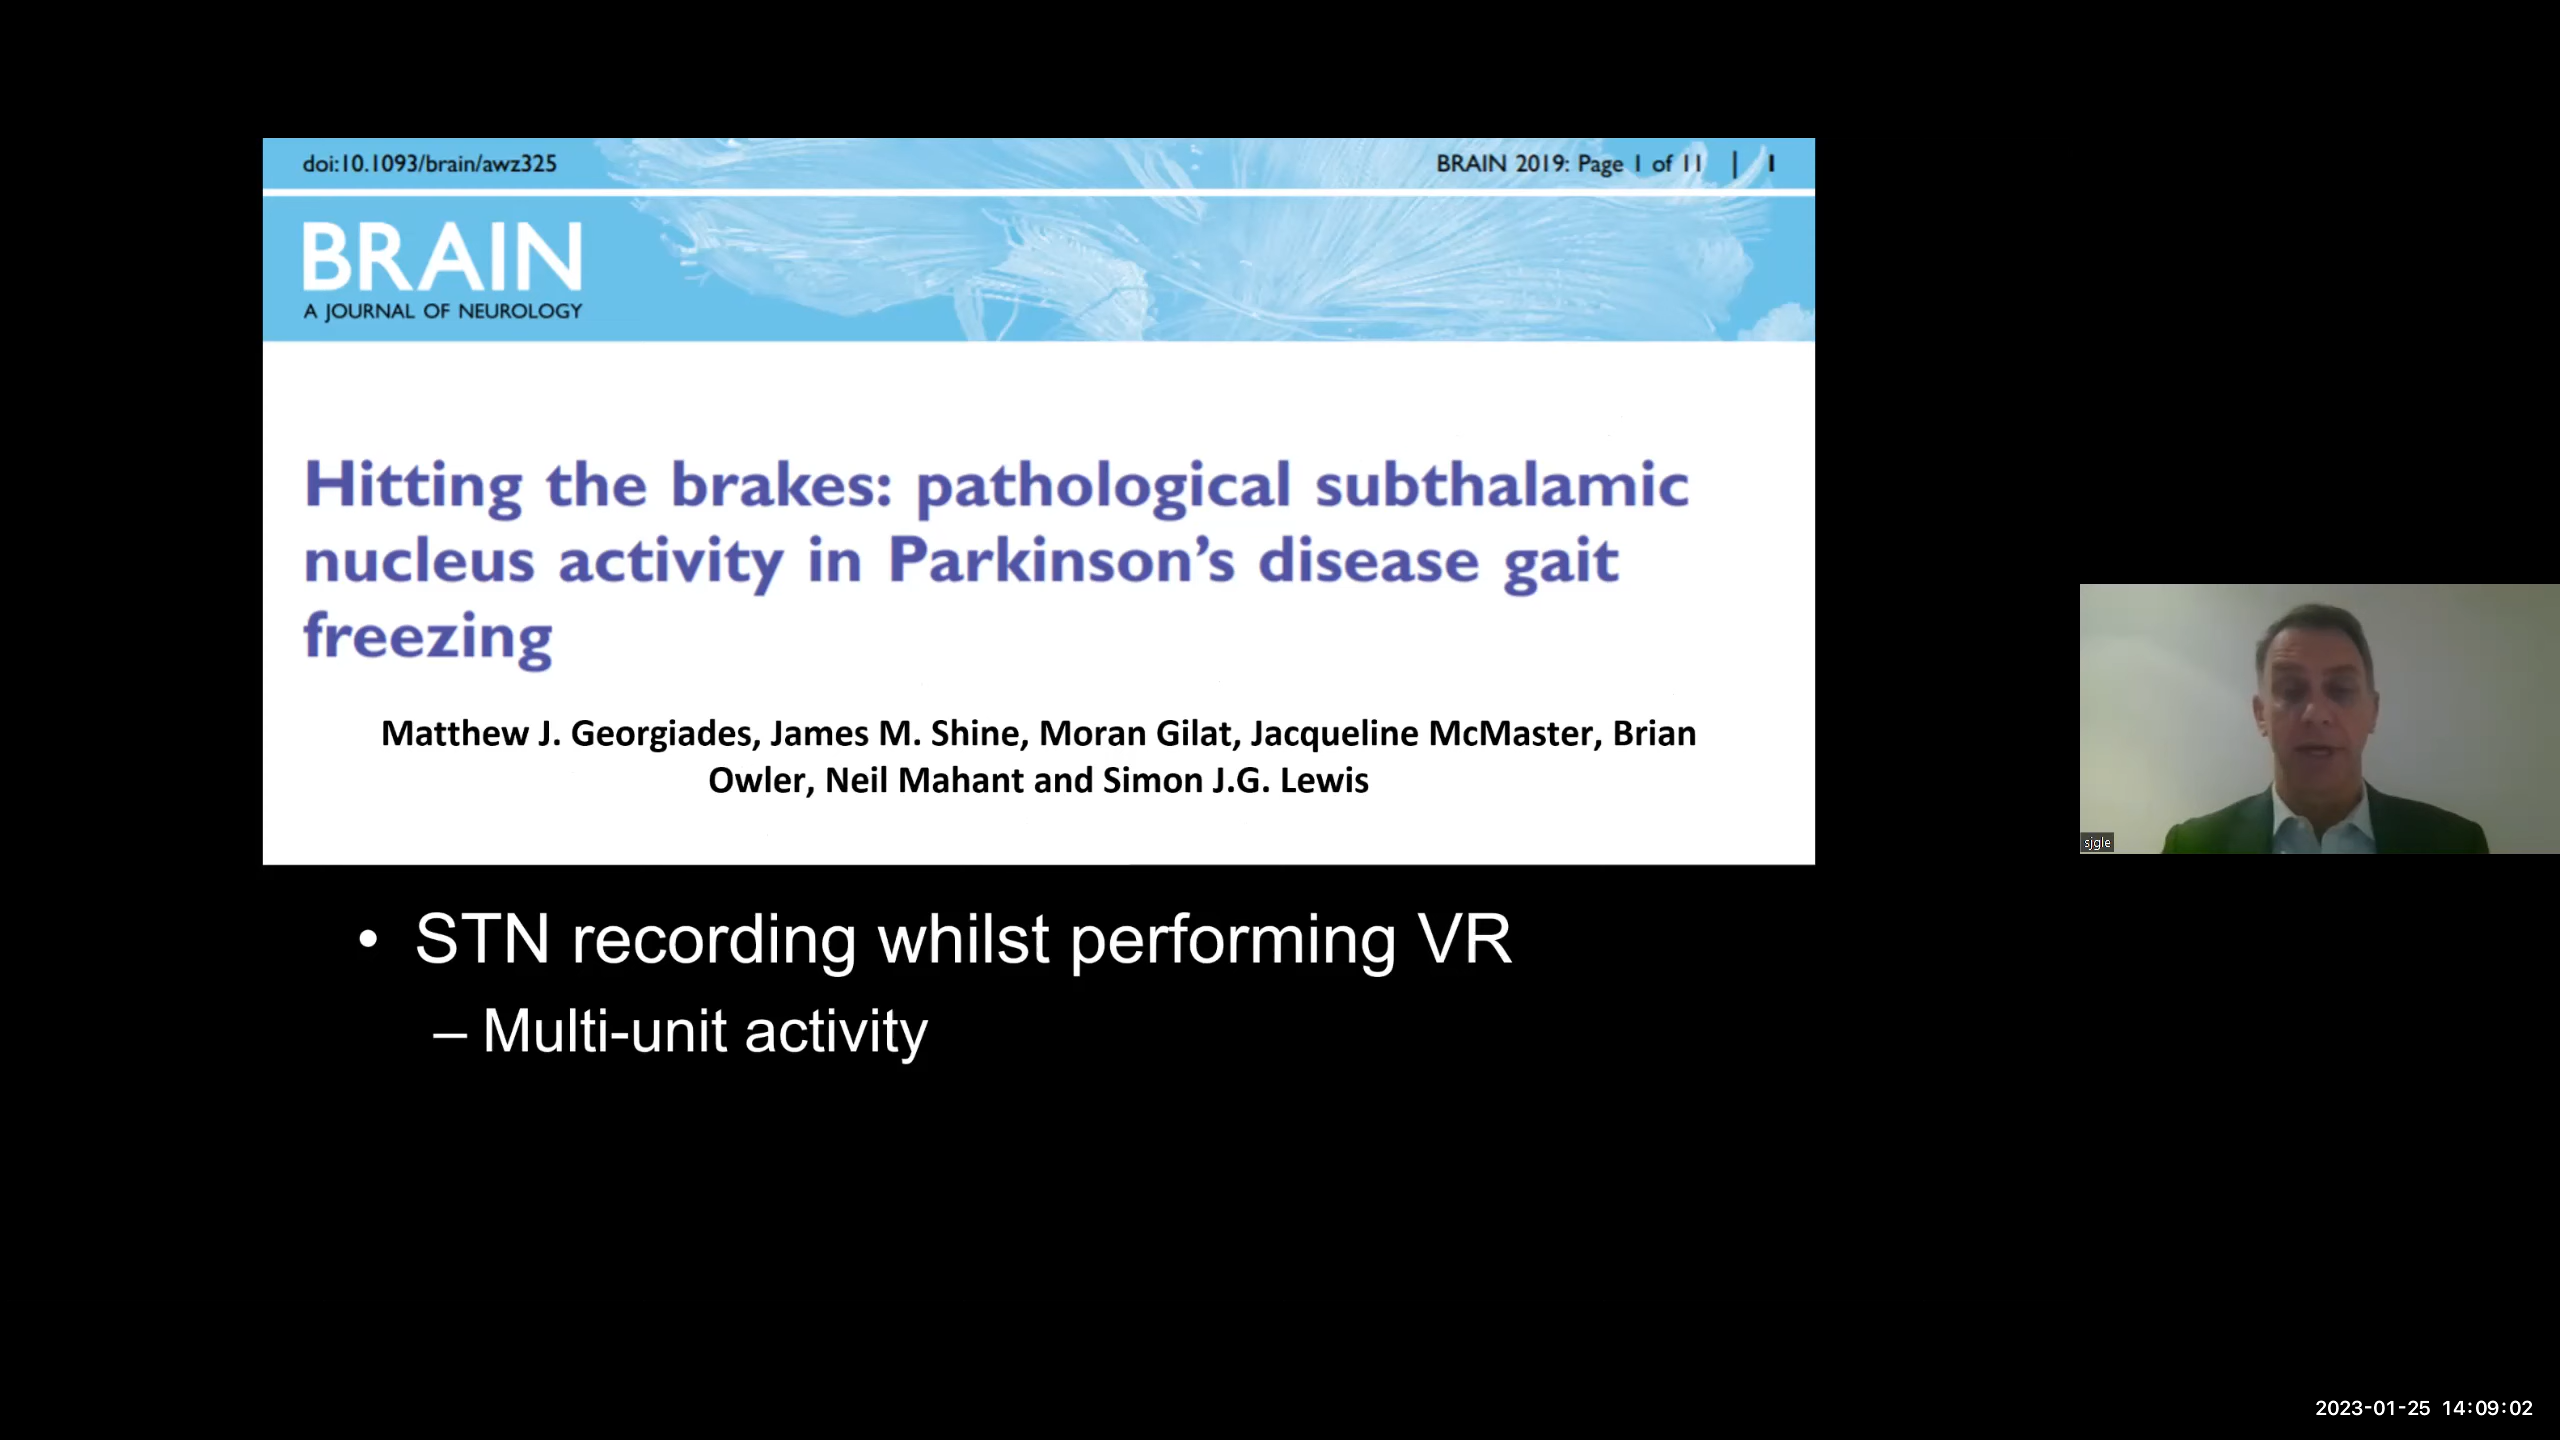 doi:10.1093/brain/awz325
BRAIN 2019: Page 1 of 11 | 1
BRAIN
A JOURNAL OF NEUROLOGY
Hitting the brakes: pathological subthalamic
nucleus activity in Parkinson’s disease gait
freezing
Matthew J. Georgiades, James M. Shine, Moran Gilat, Jacqueline McMaster, Brian
Owler, Neil Mahant and Simon J.G. Lewis
• STN recording whilst performing VR
– Multi-unit activity
sjgle
2023-01-25 14:09:02